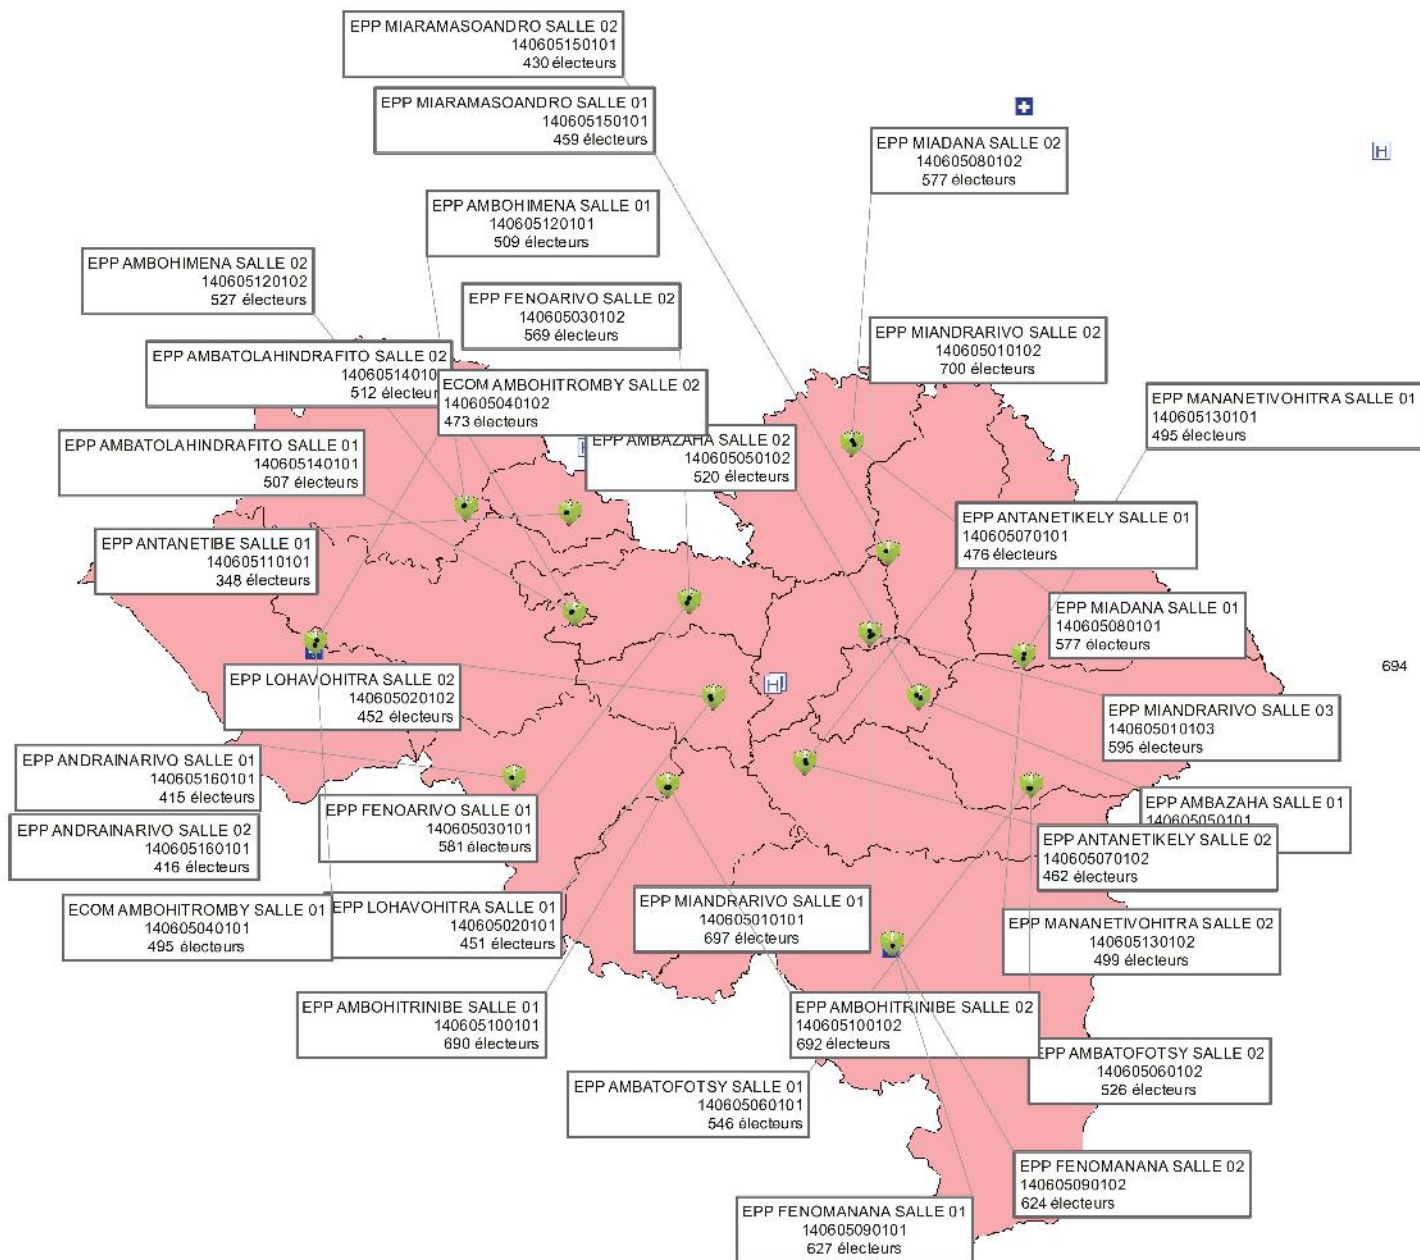 EPP MIARAMASOANDRO SALLE 02
140605150101
430 électeurs
EPP MIARAMASOANDRO SALLE 01
140605150101
459 électeurs
EPP MIADANA SALLE 02
140605080102
577 électeurs
EPP AMBOHIMENA SALLE 01
140605120101
509 électeurs
EPP AMBOHIMENA SALLE 02
140605120102
527 électeurs
EPP FENOARIVO SALLE 02
140605030102
569 électeurs
EPP MIANDRARIVO SALLE 02
140605010102
700 électeurs
EPP AMBATOLAHINDRAFITO SALLE 02
14060514010
512 électeur
ECOM AMBOHITROMBY SALLE 02
140605040102
473 électeurs
EPP MANANETIVOHITRA SALLE 01
140605130101
495 électeurs
EPP AMBATOLAHINDRAFITO SALLE 01
140605140101
507 électeurs
EPP AMBAZAHA SALLE 02
140605050102
520 électeurs
H
EPP ANTANETIKELY SALLE 01
140605070101
476 électeurs
EPP ANTANETIBE SALLE 01
140605110101
348 électeurs
EPP MIADANA SALLE 01
140605080101
577 électeurs
694
EPP LOHAVOHITRA SALLE 02
140605020102
452 électeurs
H
EPP MIANDRARIVO SALLE 03
140605010103
595 électeurs
EPP ANDRAINARIVO SALLE 01
140605160101
415 électeurs
EPP FENOARIVO SALLE 01
140605030101
581 électeurs
EPP AMBAZAHA SALLE 01
140605050101
EPP ANDRAINARIVO SALLE 02
140605160101
416 électeurs
EPP ANTANETIKELY SALLE 02
140605070102
462 électeurs
ECOM AMBOHITROMBY SALLE 01
140605040101
495 électeurs
EPP LOHAVOHITRA SALLE 01
140605020101
451 électeurs
EPP MIANDRARIVO SALLE 01
140605010101
697 électeurs
EPP MANANETIVOHITRA SALLE 02
140605130102
499 électeurs
EPP AMBOHITRINIBE SALLE 01
140605100101
690 électeurs
EPP AMBOHITRINIBE SALLE 02
140605100102
692 électeurs
EPP AMBATOFOTSY SALLE 02
140605060102
526 électeurs
EPP AMBATOFOTSY SALLE 01
140605060101
546 électeurs
EPP FENOMANANA SALLE 02
140605090102
624 électeurs
EPP FENOMANANA SALLE 01
140605090101
627 électeurs